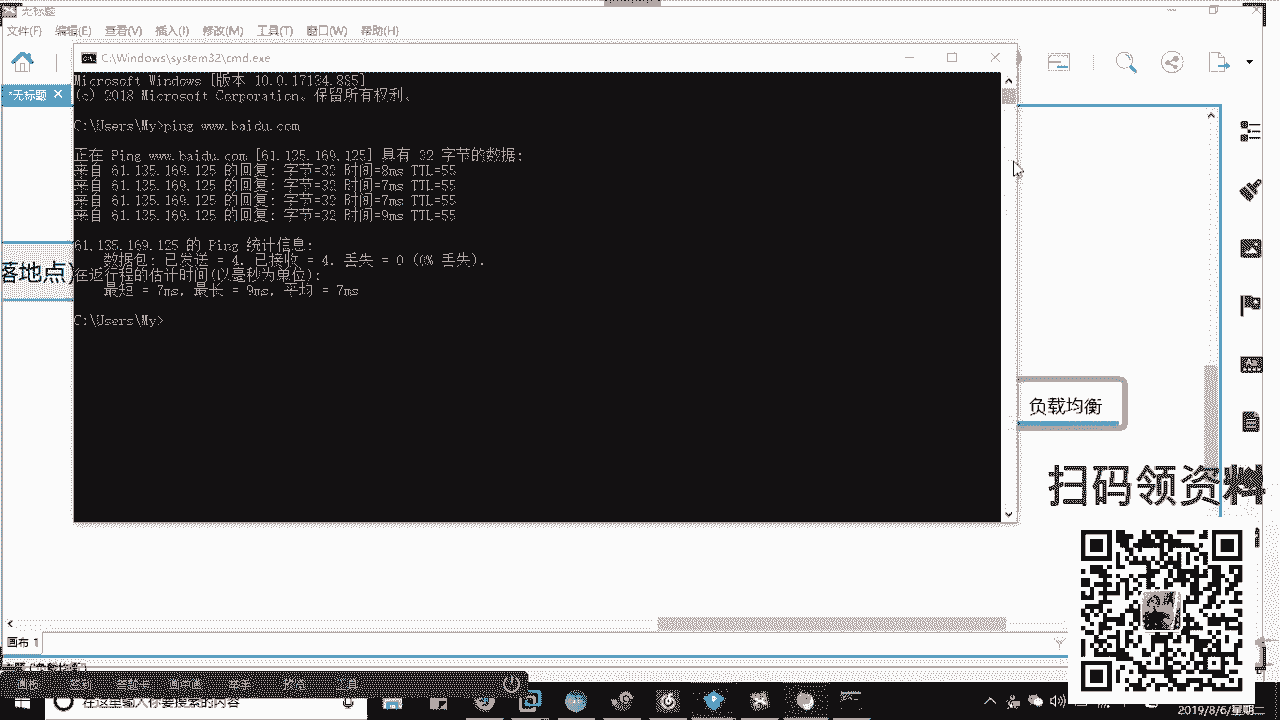 无标题
文件(F) 编辑(E) 查看(V) 插入(I) 修改(M) 工具(T) 窗口(W) 帮助(H)
C:\Windows\system32\cmd.exe
*无标题
Microsoft Windows [版本 10.0.17134.885]
(c) 2018 Microsoft Corporation。保留所有权利。
C:\Users\My>ping www.baidu.com
正在 Ping www.baidu.com [61.135.169.125] 具有 32 字节的数据:
来自 61.135.169.125 的回复: 字节=32 时间=8ms TTL=55
来自 61.135.169.125 的回复: 字节=32 时间=7ms TTL=55
来自 61.135.169.125 的回复: 字节=32 时间=7ms TTL=55
来自 61.135.169.125 的回复: 字节=32 时间=9ms TTL=55
61.135.169.125 的 Ping 统计信息:
数据包: 已发送 = 4，已接收 = 4，丢失 = 0 (0% 丢失)，
往返行程的估计时间(以毫秒为单位):
最短 = 7ms，最长 = 9ms，平均 = 7ms
C:\Users\My>
落地点)
负载均衡
扫码领资料
画布 1
在这里输入你要搜索的内容
2019/8/6/星期二